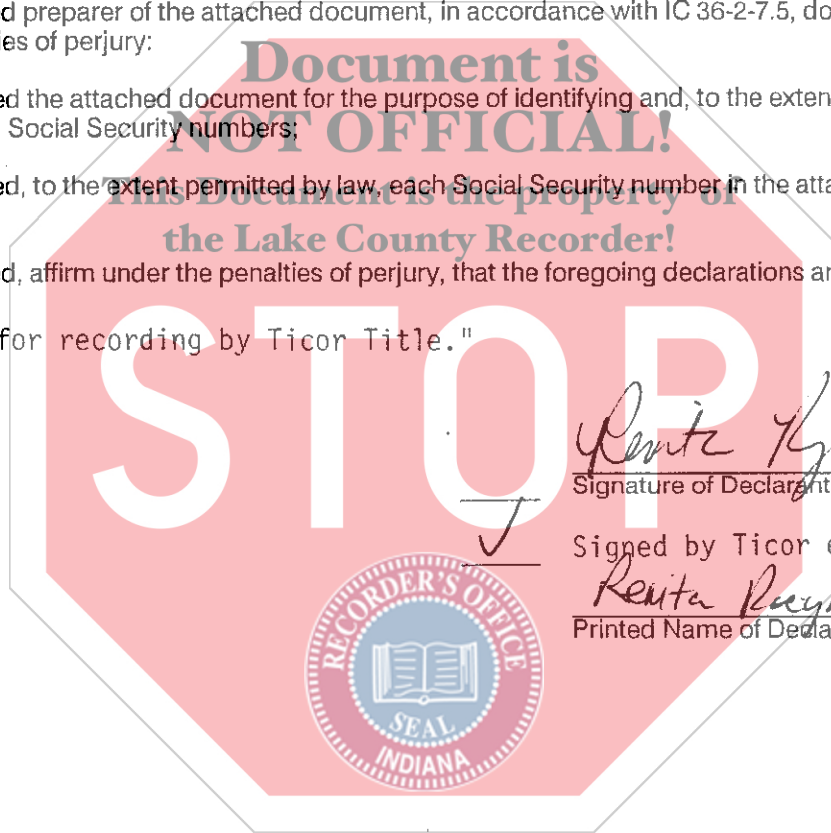 d preparer of the attached document, in accordance with IC 36-2-7.5, do
es of perjury:
Document is
ed the attached document for the purpose of identifying and, to the exten
Social Security numbers;
NOT OFFICIAL!
ed, to the extent permitted by law, each Social Security number in the atta
This Document is the property of
the Lake County Recorder!
d, affirm under the penalties of perjury, that the foregoing declarations ar
for recording by Ticor Title."
STOP
Signature of Declarant
Signed by Ticor e
Renita
Printed Name of Decla
RECORDER'S OFFICE
SEAL
INDIANA